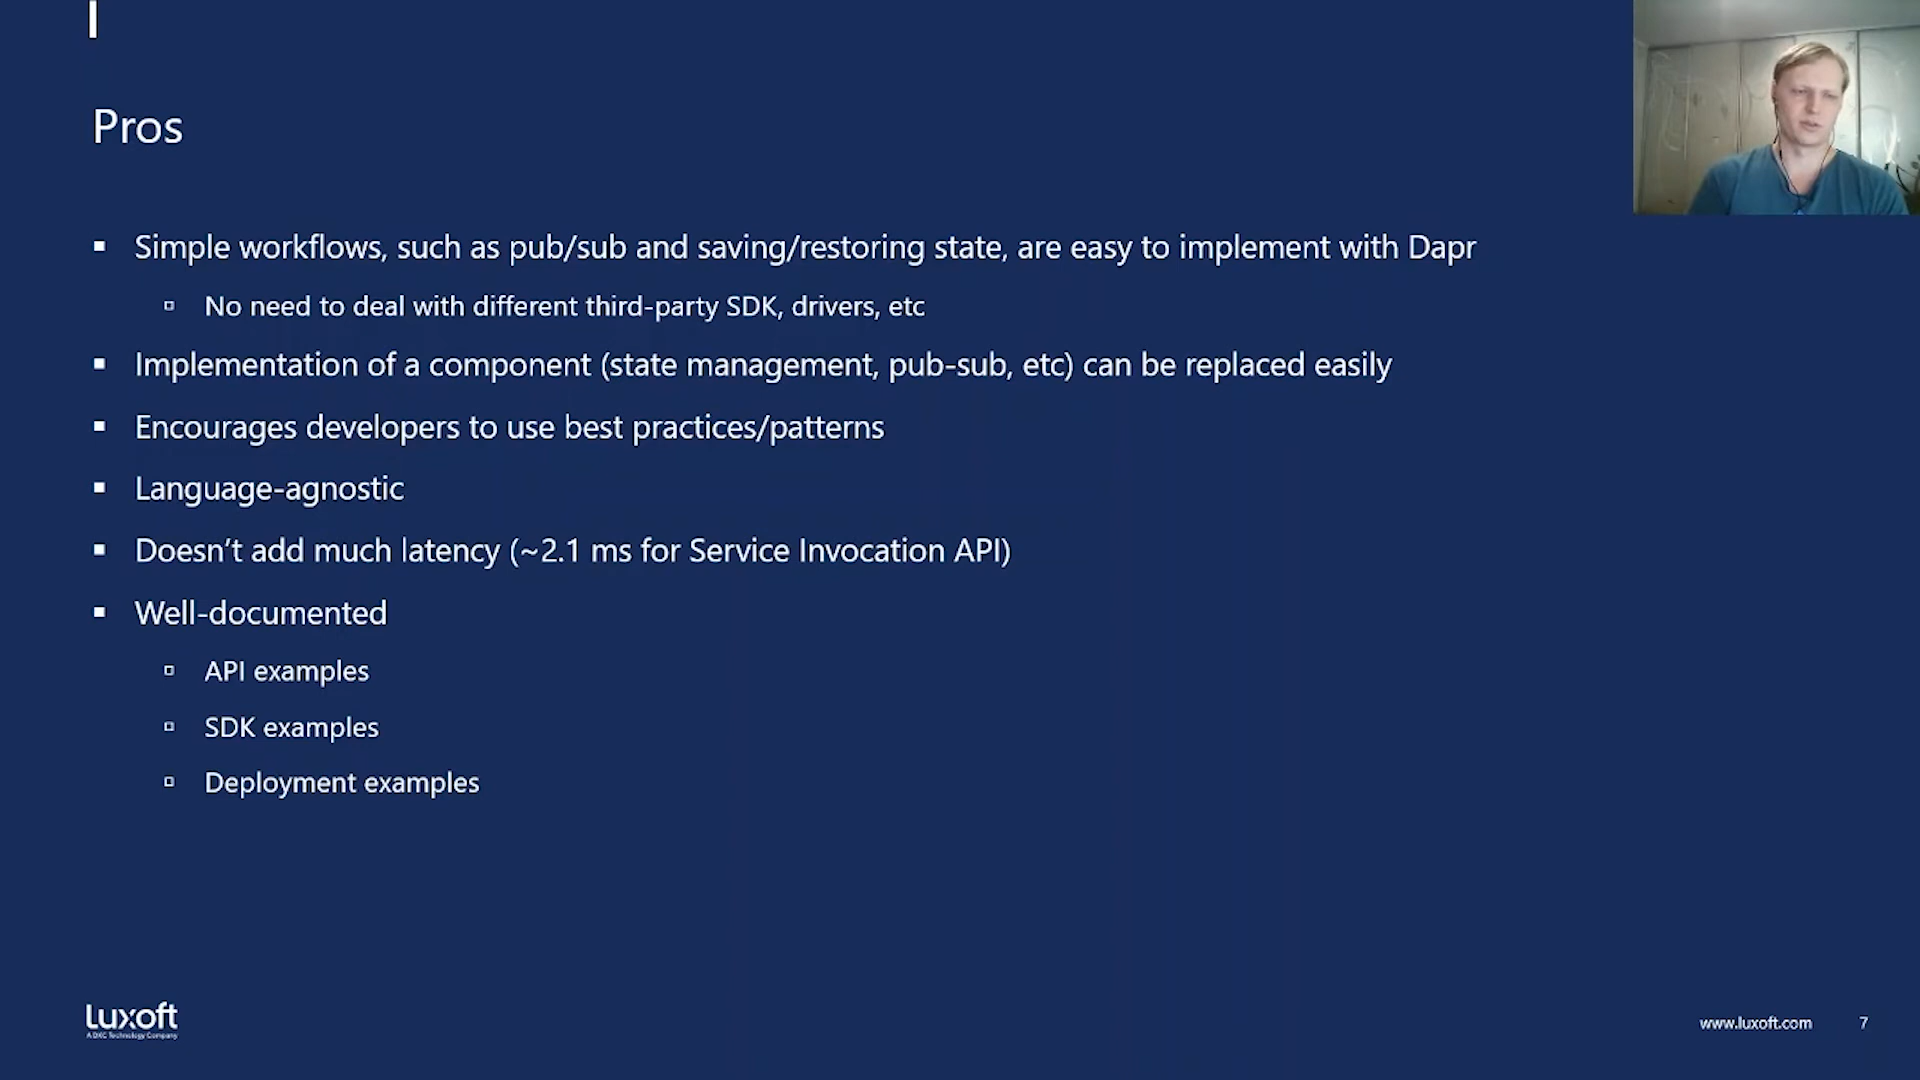 Pros
Simple workflows, such as pub/sub and saving/restoring state, are easy to implement with Dapr
No need to deal with different third-party SDK, drivers, etc
Implementation of a component (state management, pub-sub, etc) can be replaced easily
Encourages developers to use best practices/patterns
Language-agnostic
Doesn’t add much latency (~2.1 ms for Service Invocation API)
Well-documented
API examples
SDK examples
Deployment examples
Luxoft
A DXC Technology Company
www.luxoft.com 7